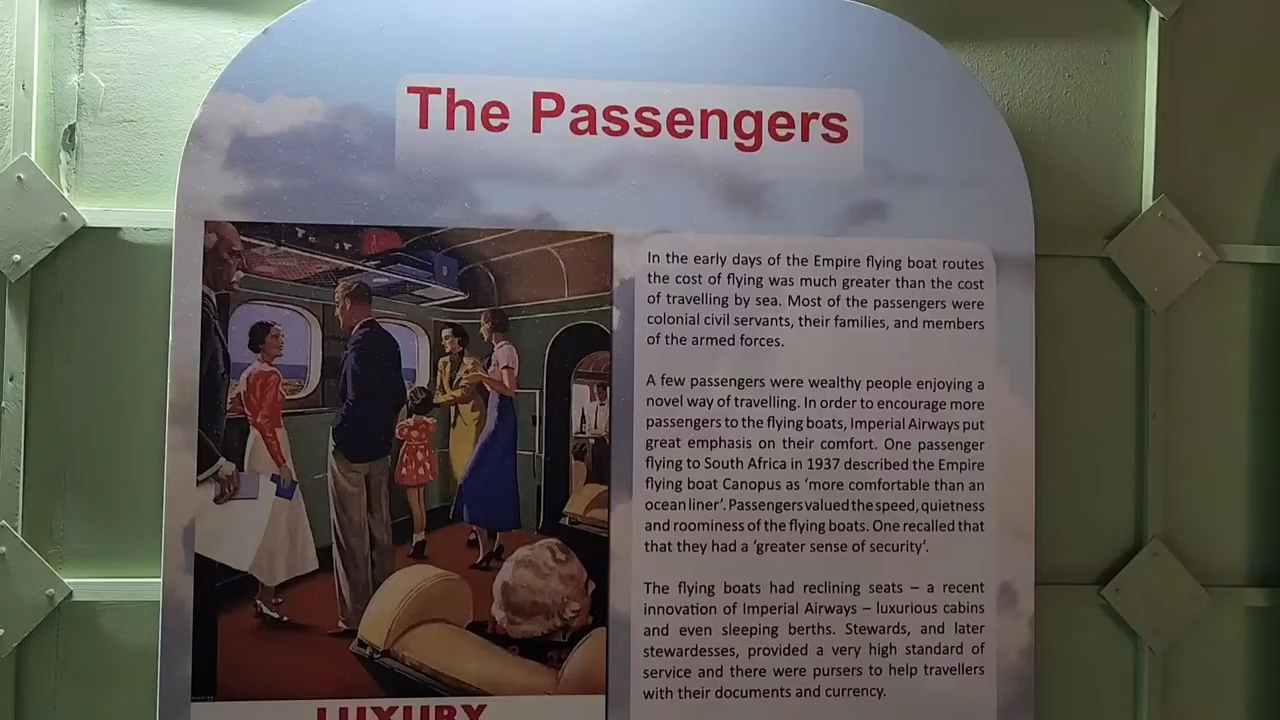 The Passengers
In the early days of the Empire flying boat routes
the cost of flying was much greater than the cost
of travelling by sea. Most of the passengers were
colonial civil servants, their families, and members
of the armed forces.
A few passengers were wealthy people enjoying a
novel way of travelling. In order to encourage more
passengers to the flying boats, Imperial Airways put
great emphasis on their comfort. One passenger
flying to South Africa in 1937 described the Empire
flying boat Canopus as ‘more comfortable than an
ocean liner’. Passengers valued the speed, quietness
and roominess of the flying boats. One recalled that
that they had a ‘greater sense of security’.
The flying boats had reclining seats – a recent
innovation of Imperial Airways – luxurious cabins
and even sleeping berths. Stewards, and later
stewardesses, provided a very high standard of
service and there were pursers to help travellers
with their documents and currency.
LUXURY